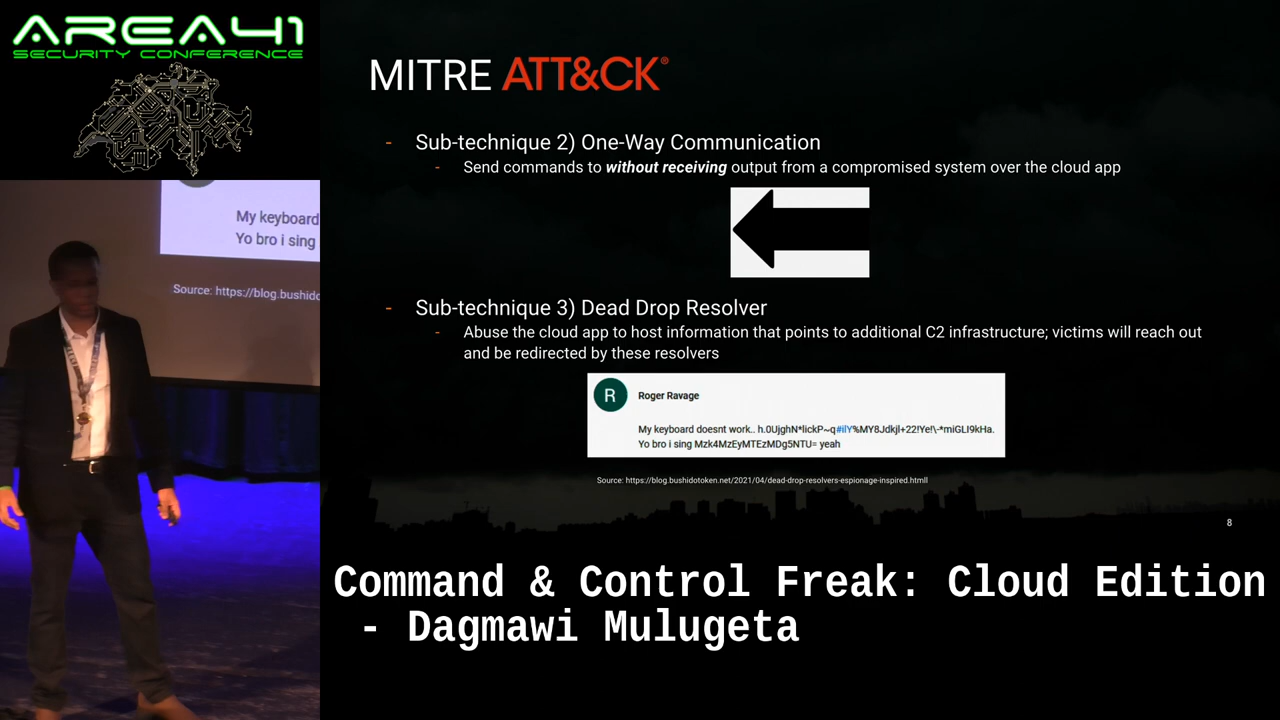 AREA41
SECURITY CONFERENCE
MITRE ATT&CK®
- Sub-technique 2) One-Way Communication
- Send commands to without receiving output from a compromised system over the cloud app
- Sub-technique 3) Dead Drop Resolver
- Abuse the cloud app to host information that points to additional C2 infrastructure; victims will reach out
and be redirected by these resolvers
R
Roger Ravage
My keyboard doesnt work.. h.0UjghN*lickP~q#ilY%MY8Jdkjl+22!Ye!\-*miGLI9kHa.
Yo bro i sing Mzk4MzEyMTEzMDg5NTU= yeah
Source: https://blog.bushidotoken.net/2021/04/dead-drop-resolvers-espionage-inspired.htmll
8
My keyboard
Yo bro i sing
Source: https://blog.bushido
Command & Control Freak: Cloud Edition
- Dagmawi Mulugeta